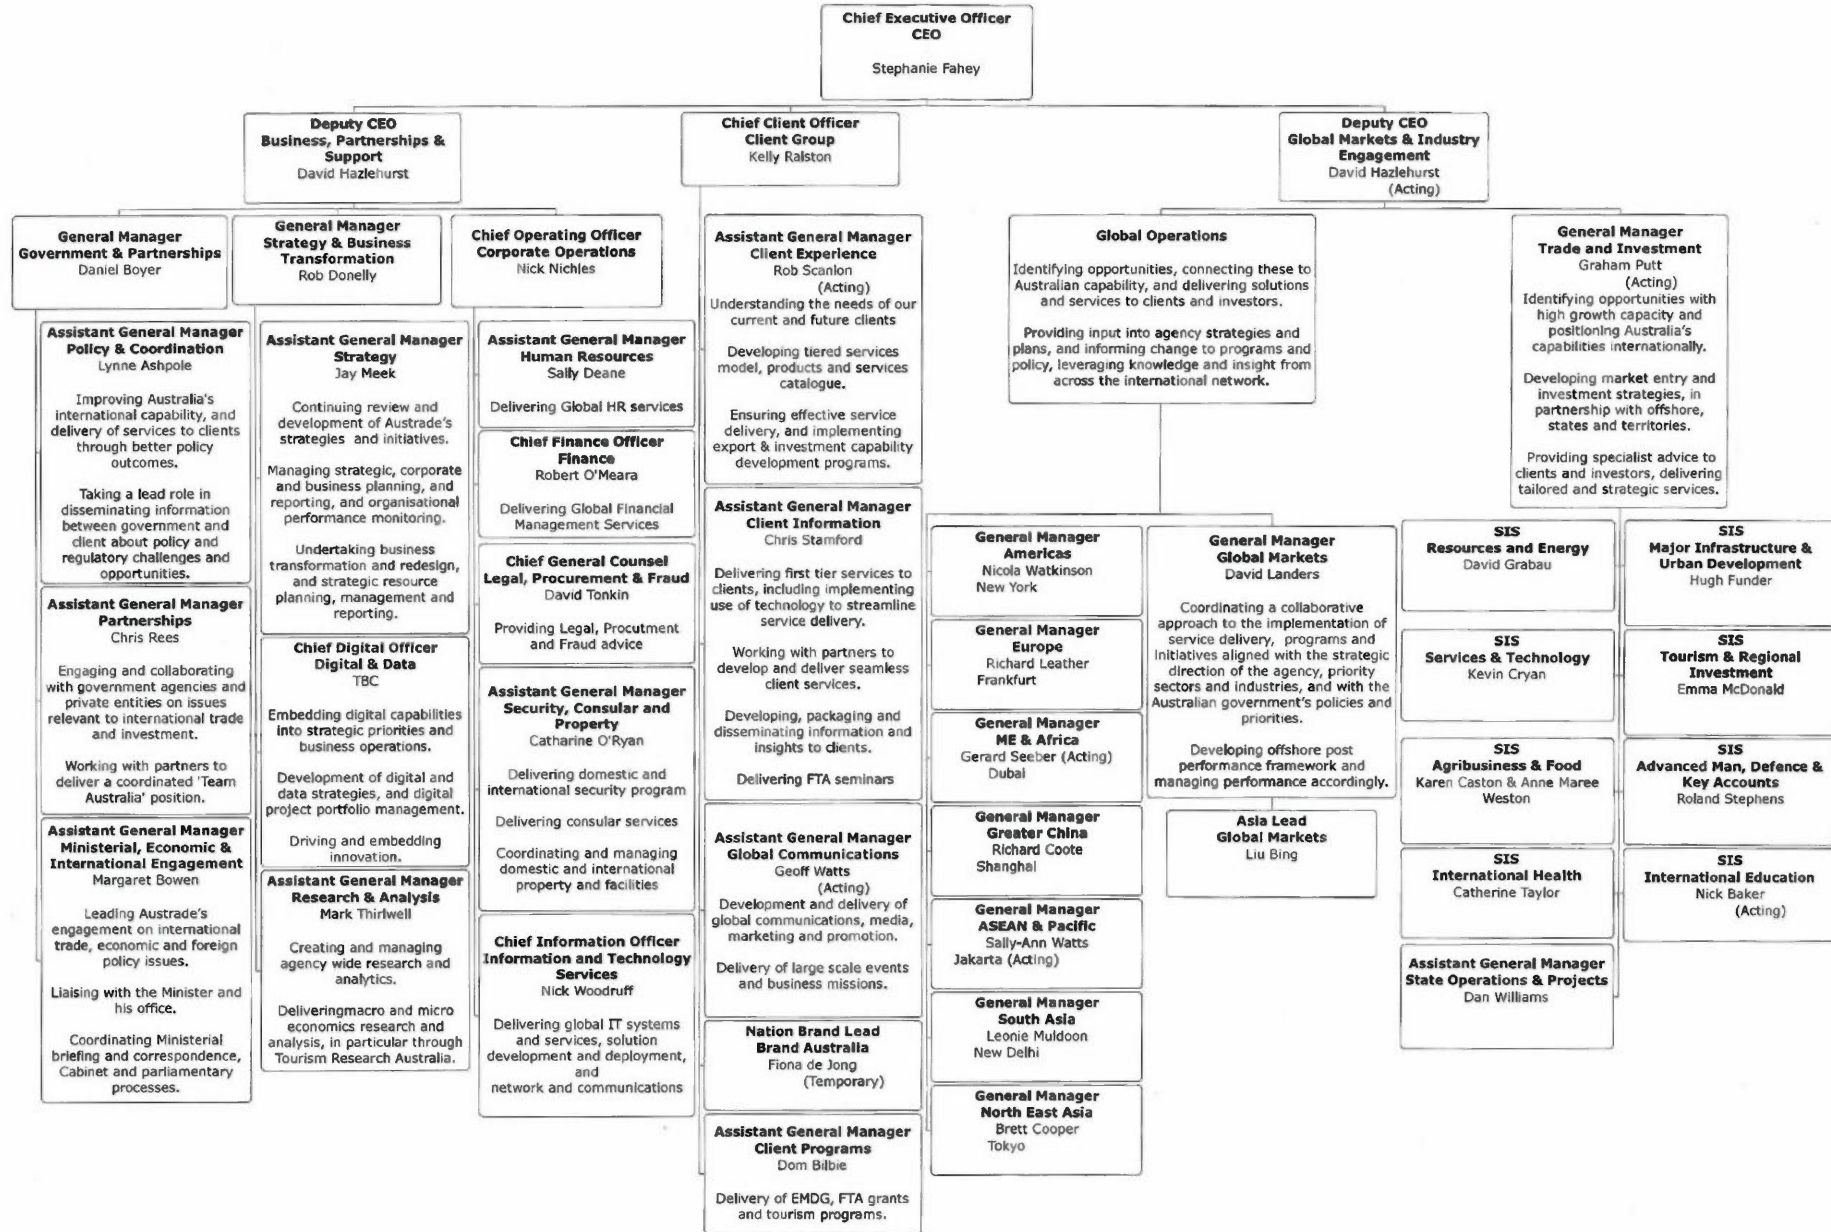 Chief Executive Officer
CEO
Stephanie Fahey
Deputy CEO
Business, Partnerships &
Support
David Hazlehurst
Chief Client Officer
Client Group
Kelly Ralston
Deputy CEO
Global Markets & Industry
Engagement
David Hazlehurst
(Acting)
General Manager
Government & Partnerships
Daniel Boyer
General Manager
Strategy & Business
Transformation
Rob Donelly
Chief Operating Officer
Corporate Operations
Nick Nichles
Assistant General Manager
Policy & Coordination
Lynne Ashpole
Improving Australia's
international capability, and
delivery of services to clients
through better policy
outcomes.
Taking a lead role in
disseminating information
between government and
client about policy and
regulatory challenges and
opportunities.
Assistant General Manager
Partnerships
Chris Rees
Engaging and collaborating
with government agencies and
private entities on issues
relevant to international trade
and investment.
Working with partners to
deliver a coordinated 'Team
Australia' position.
Assistant General Manager
Ministerial, Economic &
International Engagement
Margaret Bowen
Leading Austrade's
engagement on international
trade, economic and foreign
policy issues.
Liaising with the Minister and
his office.
Coordinating Ministerial
briefing and correspondence,
Cabinet and parliamentary
processes.
Assistant General Manager
Strategy
Jay Meek
Continuing review and
development of Austrade's
strategies and initiatives.
Managing strategic, corporate
and business planning, and
reporting, and organisational
performance monitoring.
Undertaking business
transformation and redesign,
and strategic resource
planning, management and
reporting.
Chief Digital Officer
Digital & Data
TBC
Embedding digital capabilities
into strategic priorities and
business operations.
Development of digital and
data strategies, and digital
project portfolio management.
Driving and embedding
innovation.
Assistant General Manager
Research & Analysis
Mark Thirlwell
Creating and managing
agency wide research and
analytics.
Deliveringmacro and micro
economics research and
analysis, in particular through
Tourism Research Australia.
Assistant General Manager
Human Resources
Sally Deane
Delivering Global HR services
Chief Finance Officer
Finance
Robert O'Meara
Delivering Global Financial
Management Services
Chief General Counsel
Legal, Procurement & Fraud
David Tonkin
Providing Legal, Procutment
and Fraud advice
Assistant General Manager
Security, Consular and
Property
Catharine O'Ryan
Delivering domestic and
international security program
Delivering consular services
Coordinating and managing
domestic and international
property and facilities
Chief Information Officer
Information and Technology
Services
Nick Woodruff
Delivering global IT systems
and services, solution
development and deployment,
and
network and communications
Assistant General Manager
Client Experience
Rob Scanlon
(Acting)
Understanding the needs of our
current and future clients
Developing tiered services
model, products and services
catalogue.
Ensuring effective service
delivery, and implementing
export & investment capability
development programs.
Assistant General Manager
Client Information
Chris Stamford
Delivering first tier services to
clients, including implementing
use of technology to streamline
service delivery.
Working with partners to
develop and deliver seamless
client services.
Developing, packaging and
disseminating information and
insights to clients.
Delivering FTA seminars
Assistant General Manager
Global Communications
Geoff Watts
(Acting)
Development and delivery of
global communications, media,
marketing and promotion.
Delivery of large scale events
and business missions.
Nation Brand Lead
Brand Australia
Fiona de Jong
(Temporary)
Assistant General Manager
Client Programs
Dom Bilbie
Delivery of EMDG, FTA grants
and tourism programs.
Global Operations
Identifying opportunities, connecting these to
Australian capability, and delivering solutions
and services to clients and investors.
Providing input into agency strategies and
plans, and informing change to programs and
policy, leveraging knowledge and insight from
across the international network.
General Manager
Americas
Nicola Watkinson
New York
General Manager
Europe
Richard Leather
Frankfurt
General Manager
ME & Africa
Gerard Seeber (Acting)
Dubai
General Manager
Greater China
Richard Coote
Shanghai
General Manager
ASEAN & Pacific
Sally-Ann Watts
Jakarta (Acting)
General Manager
South Asia
Leonie Muldoon
New Delhi
General Manager
North East Asia
Brett Cooper
Tokyo
General Manager
Global Markets
David Landers
Coordinating a collaborative
approach to the implementation of
service delivery, programs and
initiatives aligned with the strategic
direction of the agency, priority
sectors and industries, and with the
Australian government's policies and
priorities.
Developing offshore post
performance framework and
managing performance accordingly.
Asia Lead
Global Markets
Liu Bing
General Manager
Trade and Investment
Graham Putt
(Acting)
Identifying opportunities with
high growth capacity and
positioning Australia's
capabilities internationally.
Developing market entry and
investment strategies, in
partnership with offshore,
states and territories.
Providing specialist advice to
clients and investors, delivering
tailored and strategic services.
SIS
Resources and Energy
David Grabau
SIS
Major Infrastructure &
Urban Development
Hugh Funder
SIS
Services & Technology
Kevin Cryan
SIS
Tourism & Regional
Investment
Emma McDonald
SIS
Agribusiness & Food
Karen Caston & Anne Maree
Weston
SIS
Advanced Man, Defence &
Key Accounts
Roland Stephens
SIS
International Health
Catherine Taylor
SIS
International Education
Nick Baker
(Acting)
Assistant General Manager
State Operations & Projects
Dan Williams